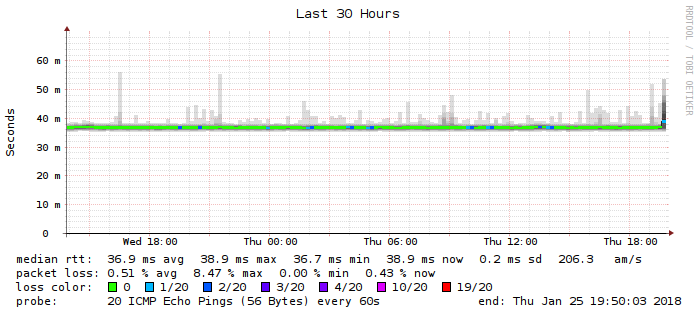 Last 30 Hours
RRDTOOL / TOBI OETIKER
Seconds
60 m
50 m
40 m
30 m
20 m
10 m
0
Wed 18:00 Thu 00:00 Thu 06:00 Thu 12:00 Thu 18:00
median rtt: 36.9 ms avg 38.9 ms max 36.7 ms min 38.9 ms now 0.2 ms sd 206.3 am/s
packet loss: 0.51 % avg 8.47 % max 0.00 % min 0.43 % now
loss color: 0 1/20 2/20 3/20 4/20 10/20 19/20
probe: 20 ICMP Echo Pings (56 Bytes) every 60s end: Thu Jan 25 19:50:03 2018